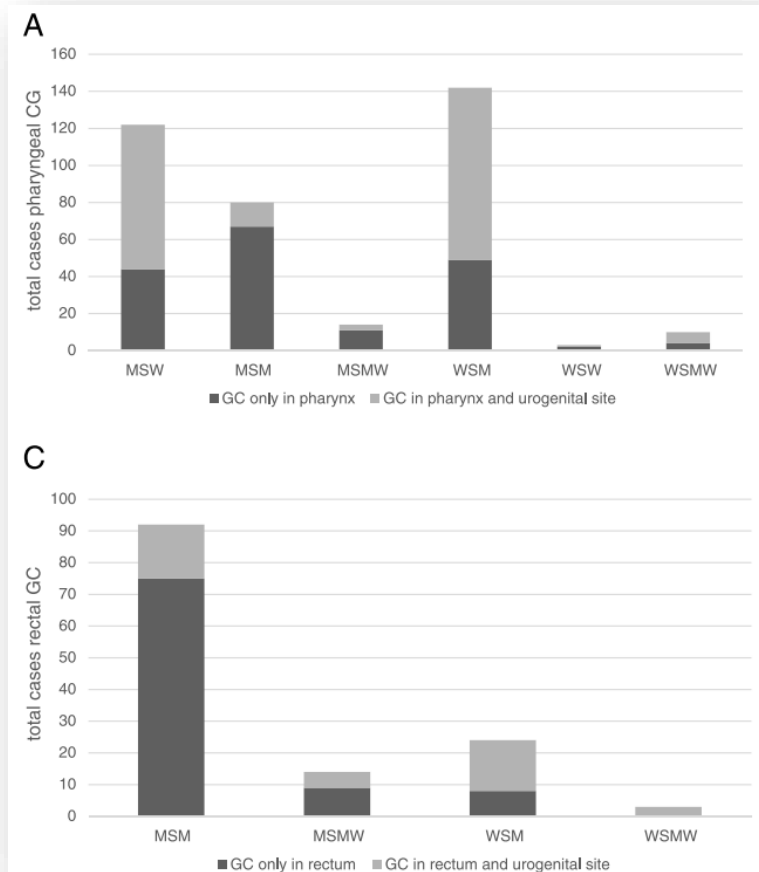 A
total cases pharyngeal CG
160
140
120
100
80
60
40
20
0
MSW MSM MSMW WSM WSW WSMW
■ GC only in pharynx ■ GC in pharynx and urogenital site
C
total cases rectal GC
100
90
80
70
60
50
40
30
20
10
0
MSM MSMW WSM WSMW
■ GC only in rectum ■ GC in rectum and urogenital site